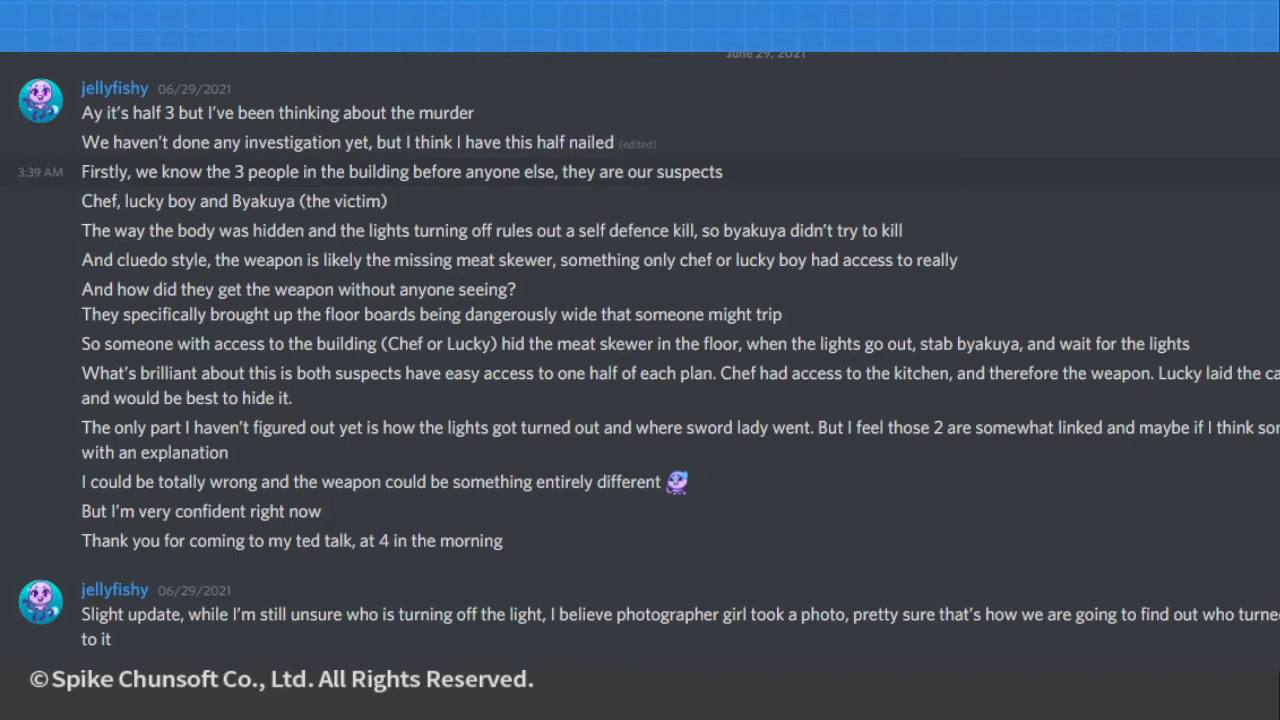 June 29, 2021
jellyfishy 06/29/2021
Ay it's half 3 but I've been thinking about the murder
We haven't done any investigation yet, but I think I have this half nailed (edited)
3:39 AM Firstly, we know the 3 people in the building before anyone else, they are our suspects
Chef, lucky boy and Byakuya (the victim)
The way the body was hidden and the lights turning off rules out a self defence kill, so byakuya didn't try to kill
And cluedo style, the weapon is likely the missing meat skewer, something only chef or lucky boy had access to really
And how did they get the weapon without anyone seeing?
They specifically brought up the floor boards being dangerously wide that someone might trip
So someone with access to the building (Chef or Lucky) hid the meat skewer in the floor, when the lights go out, stab byakuya, and wait for the lights
What's brilliant about this is both suspects have easy access to one half of each plan. Chef had access to the kitchen, and therefore the weapon. Lucky laid the
and would be best to hide it.
The only part I haven't figured out yet is how the lights got turned out and where sword lady went. But I feel those 2 are somewhat linked and maybe if I think
with an explanation
I could be totally wrong and the weapon could be something entirely different
But I'm very confident right now
Thank you for coming to my ted talk, at 4 in the morning
jellyfishy 06/29/2021
Slight update, while I'm still unsure who is turning off the light, I believe photographer girl took a photo, pretty sure that's how we are going to find out who
to it
©Spike Chunsoft Co., Ltd. All Rights Reserved.